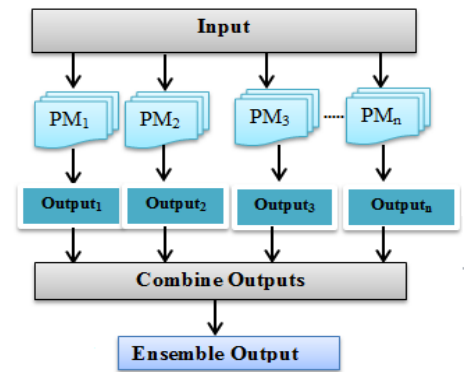 Input
PM₁ PM₂ PM₃ ..... PMₙ
Output₁ Output₂ Output₃ Outputₙ
Combine Outputs
Ensemble Output